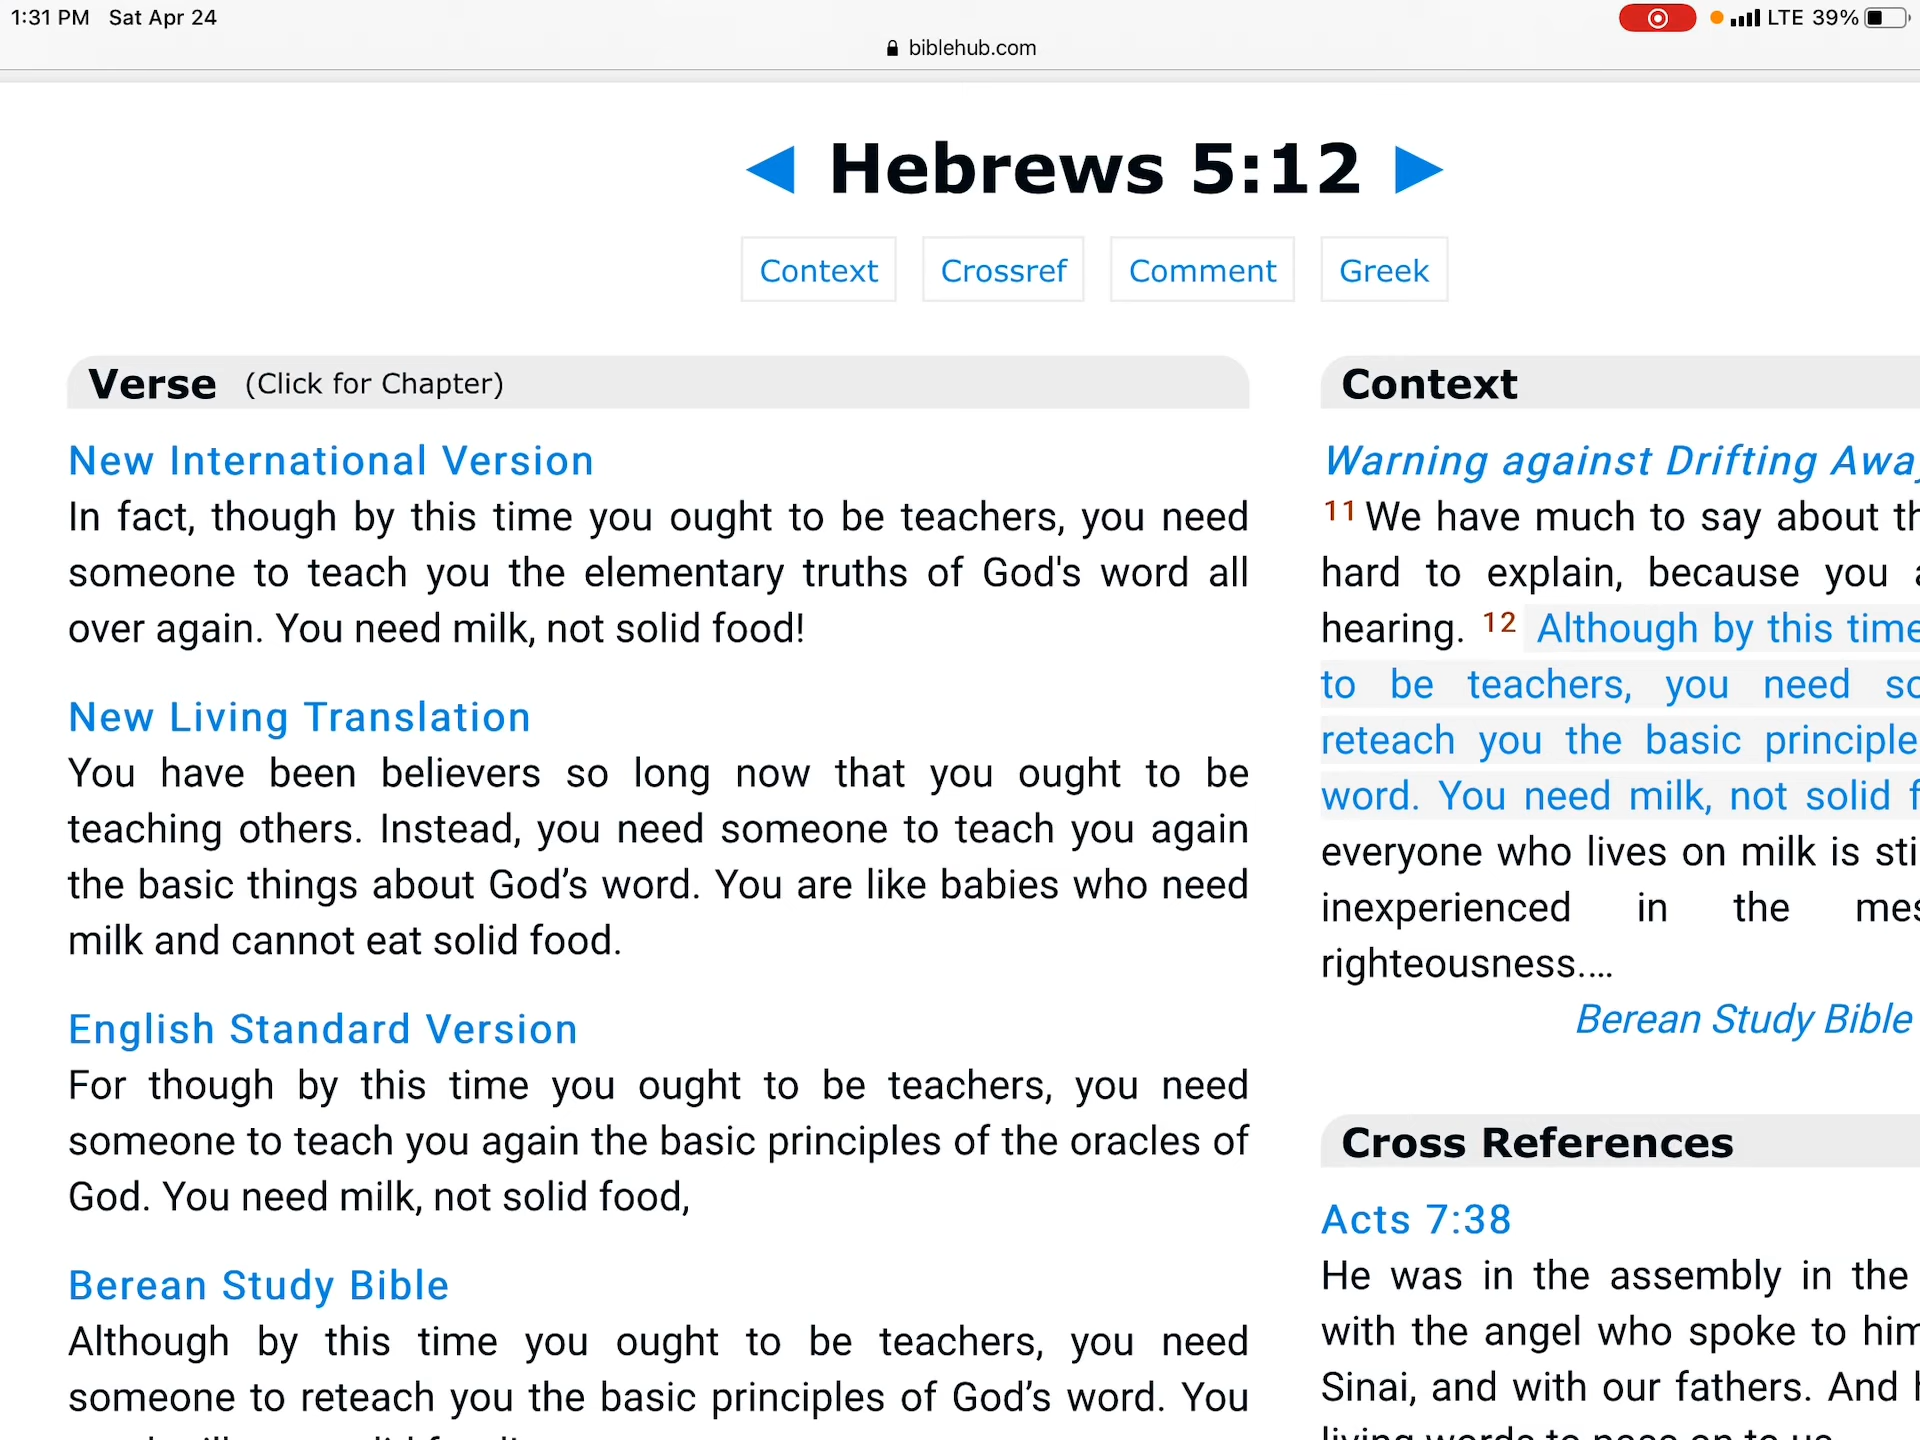 1:31 PM Sat Apr 24
LTE 39%
biblehub.com
Hebrews 5:12
Context Crossref Comment Greek
Verse (Click for Chapter)
New International Version
In fact, though by this time you ought to be teachers, you need
someone to teach you the elementary truths of God's word all
over again. You need milk, not solid food!
New Living Translation
You have been believers so long now that you ought to be
teaching others. Instead, you need someone to teach you again
the basic things about God’s word. You are like babies who need
milk and cannot eat solid food.
English Standard Version
For though by this time you ought to be teachers, you need
someone to teach you again the basic principles of the oracles of
God. You need milk, not solid food,
Berean Study Bible
Although by this time you ought to be teachers, you need
someone to reteach you the basic principles of God’s word. You
Context
Warning against Drifting
11 We have much to say about
hard to explain, because you
hearing. 12 Although by this time
to be teachers, you need
reteach you the basic
word. You need milk, not solid
everyone who lives on milk is
inexperienced in the
righteousness.…
Berean Study Bible
Cross References
Acts 7:38
He was in the assembly in the
with the angel who spoke to him
Sinai, and with our fathers. And